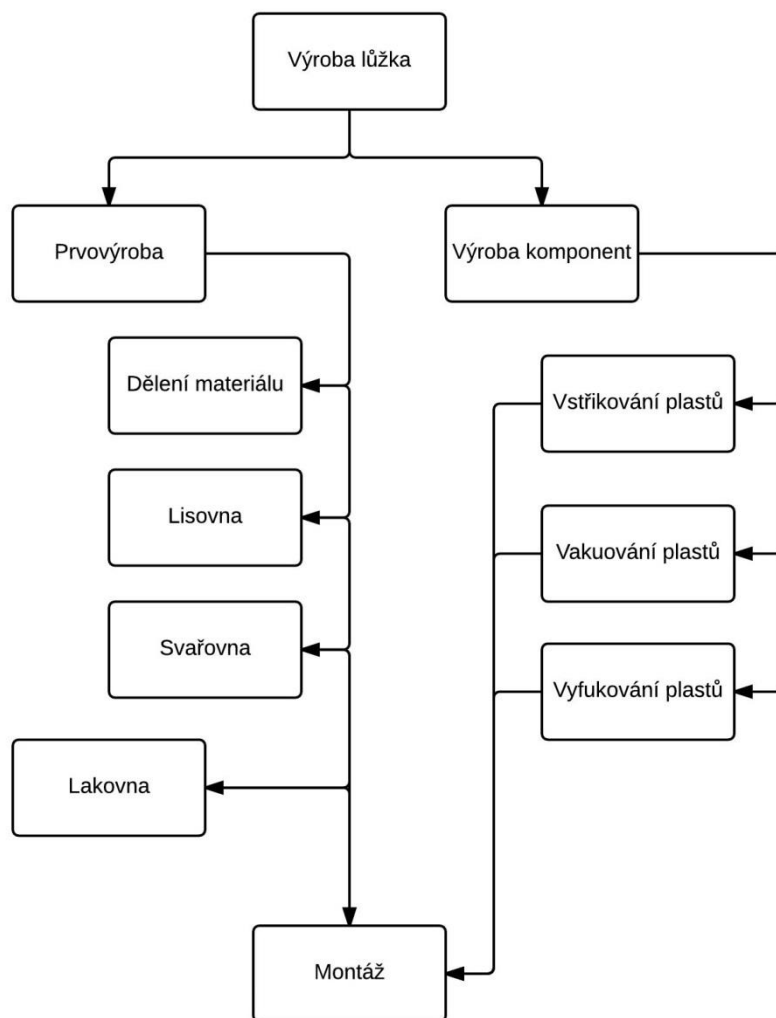 Výroba lůžka
Prvovýroba
Výroba komponent
Dělení materiálu
Vstřikování plastů
Lisovna
Vakuování plastů
Svařovna
Vyfukování plastů
Lakovna
Montáž